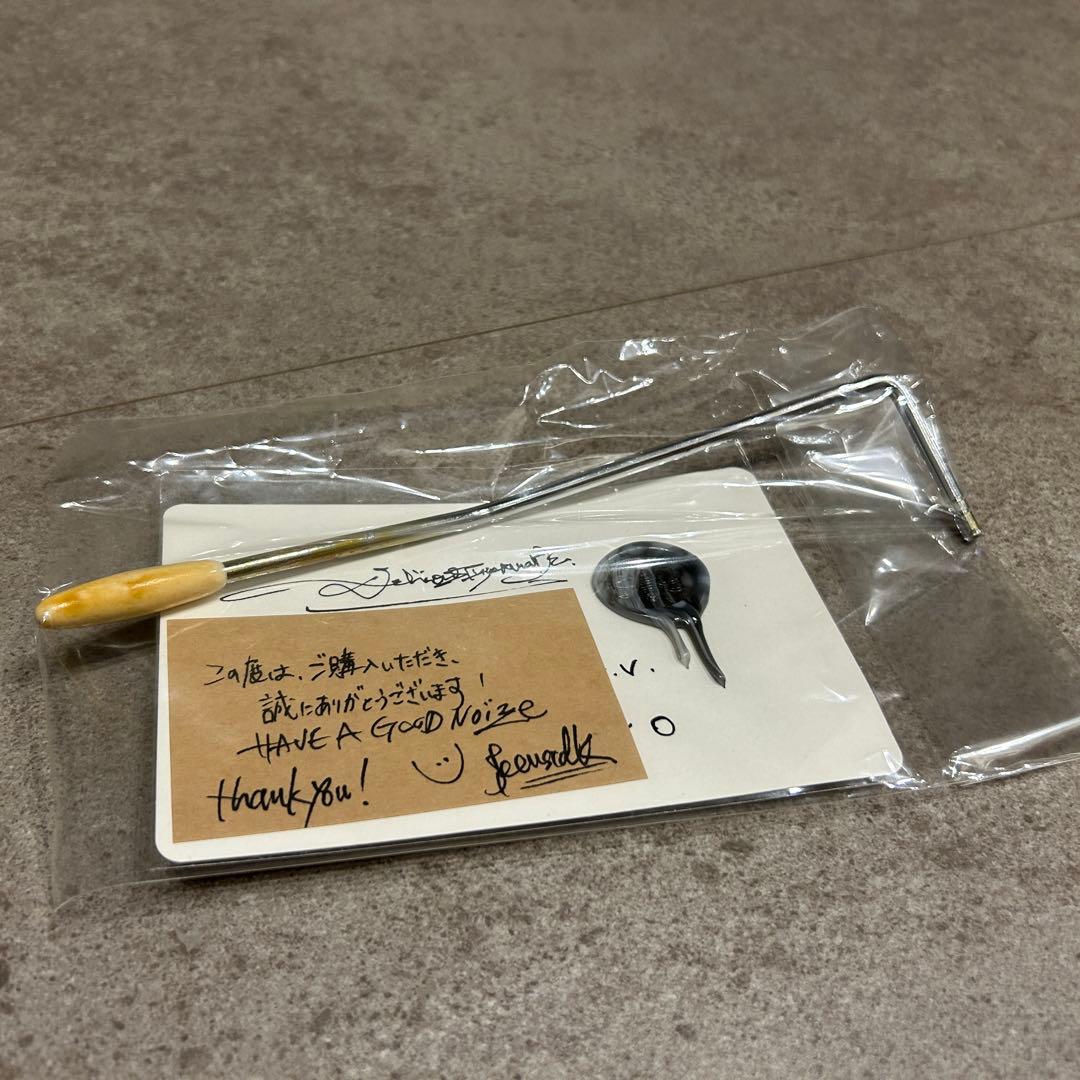 この度は、ご購入いただき、
誠にありがとうございます!
HAVE A GOOD NOIZE
thank you!
.V.
O